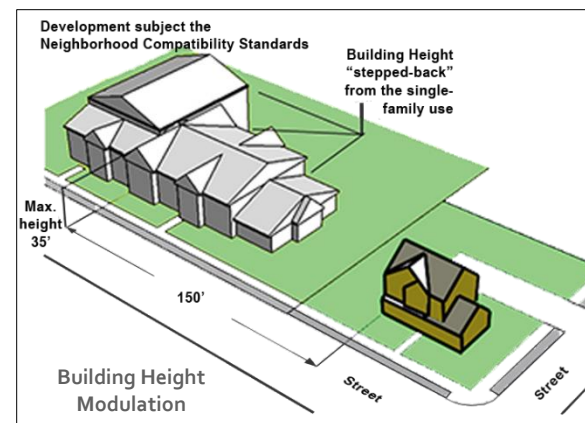 Development subject the
Neighborhood Compatibility Standards
Building Height
“stepped-back”
from the single-
family use
Max.
height
35’
150’
Building Height
Modulation
Street
Street